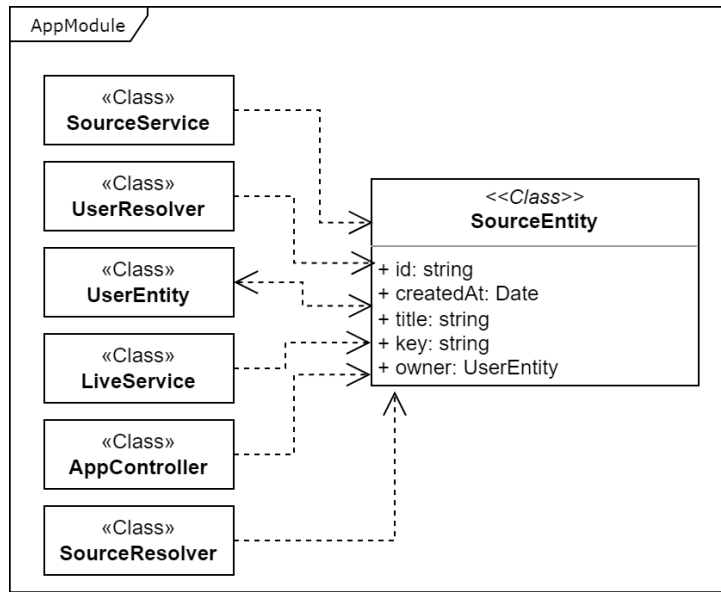 AppModule
«Class»
SourceService
«Class»
UserResolver
«Class»
UserEntity
«Class»
LiveService
«Class»
AppController
«Class»
SourceResolver
<<Class>>
SourceEntity
+ id: string
+ createdAt: Date
+ title: string
+ key: string
+ owner: UserEntity